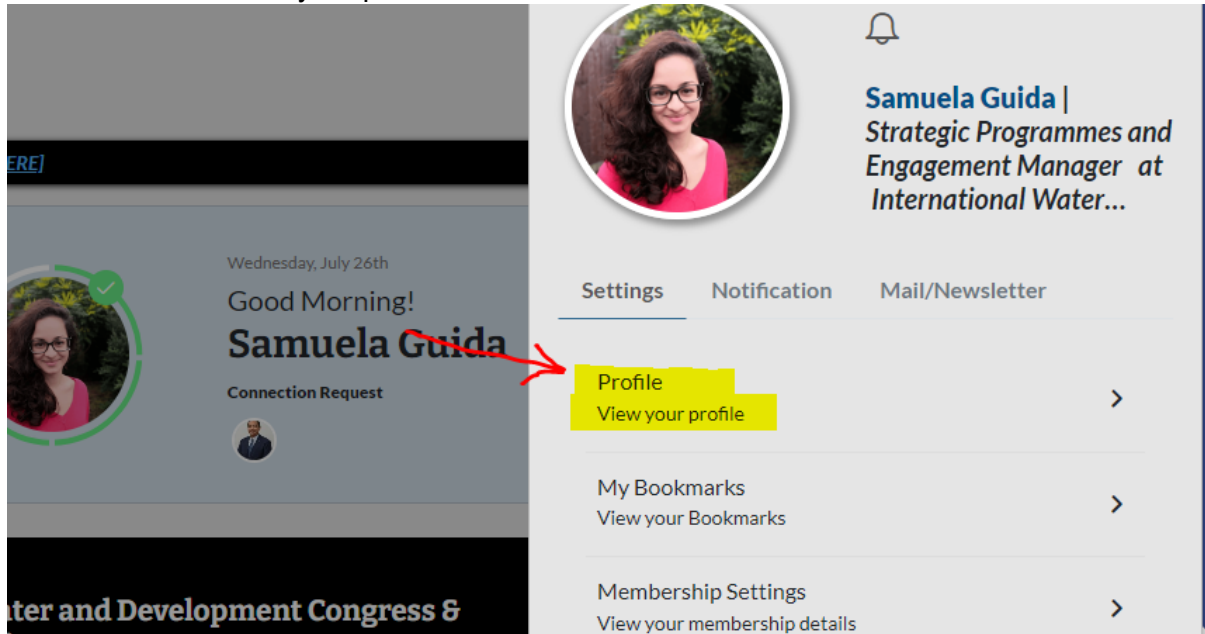 ERE]
Wednesday, July 26th
Good Morning!
Samuela Guida
Connection Request
ater and Development Congress &
Samuela Guida |
Strategic Programmes and
Engagement Manager at
International Water...
Settings Notification Mail/Newsletter
Profile
View your profile
My Bookmarks
View your Bookmarks
Membership Settings
View your membership details